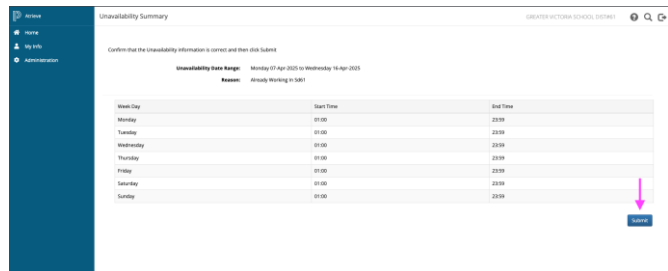 Atrieve
Unavailability Summary
GREATER VICTORIA SCHOOL DISTRICT
Home
My Info
Administration
Confirm that the Unavailability information is correct and then click Submit
Unavailability Date Range: Monday 07-Apr-2025 to Wednesday 16-Apr-2025
Reason: Already Working in Sd61
Week Day Start Time End Time
Monday 01:00 23:59
Tuesday 01:00 23:59
Wednesday 01:00 23:59
Thursday 01:00 23:59
Friday 01:00 23:59
Saturday 01:00 23:59
Sunday 01:00 23:59
Submit